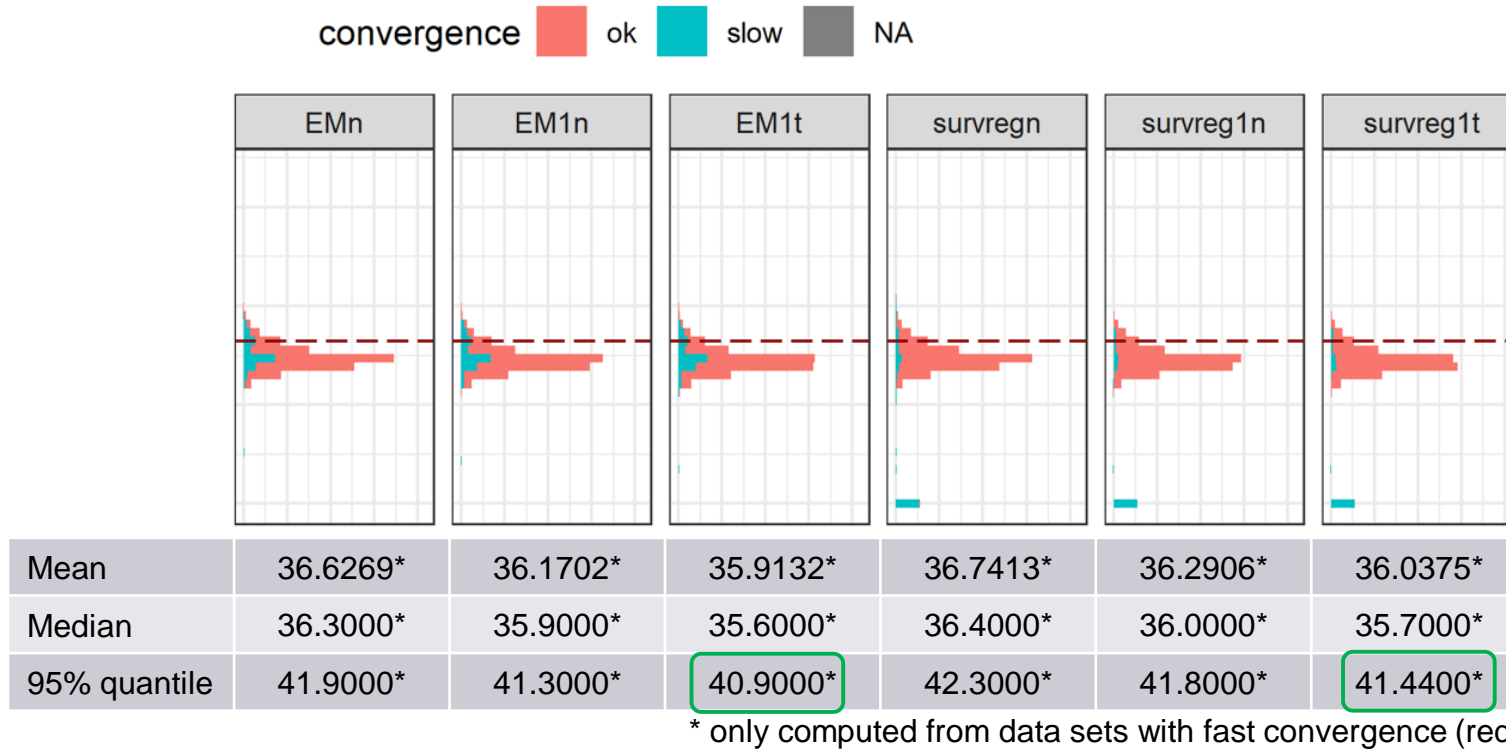 convergence ok slow NA
EMn EM1n EM1t survregn survreg1n survreg1t
Mean 36.6269* 36.1702* 35.9132* 36.7413* 36.2906* 36.0375*
Median 36.3000* 35.9000* 35.6000* 36.4000* 36.0000* 35.7000*
95% quantile 41.9000* 41.3000* 40.9000* 42.3000* 41.8000* 41.4400*
* only computed from data sets with fast convergence